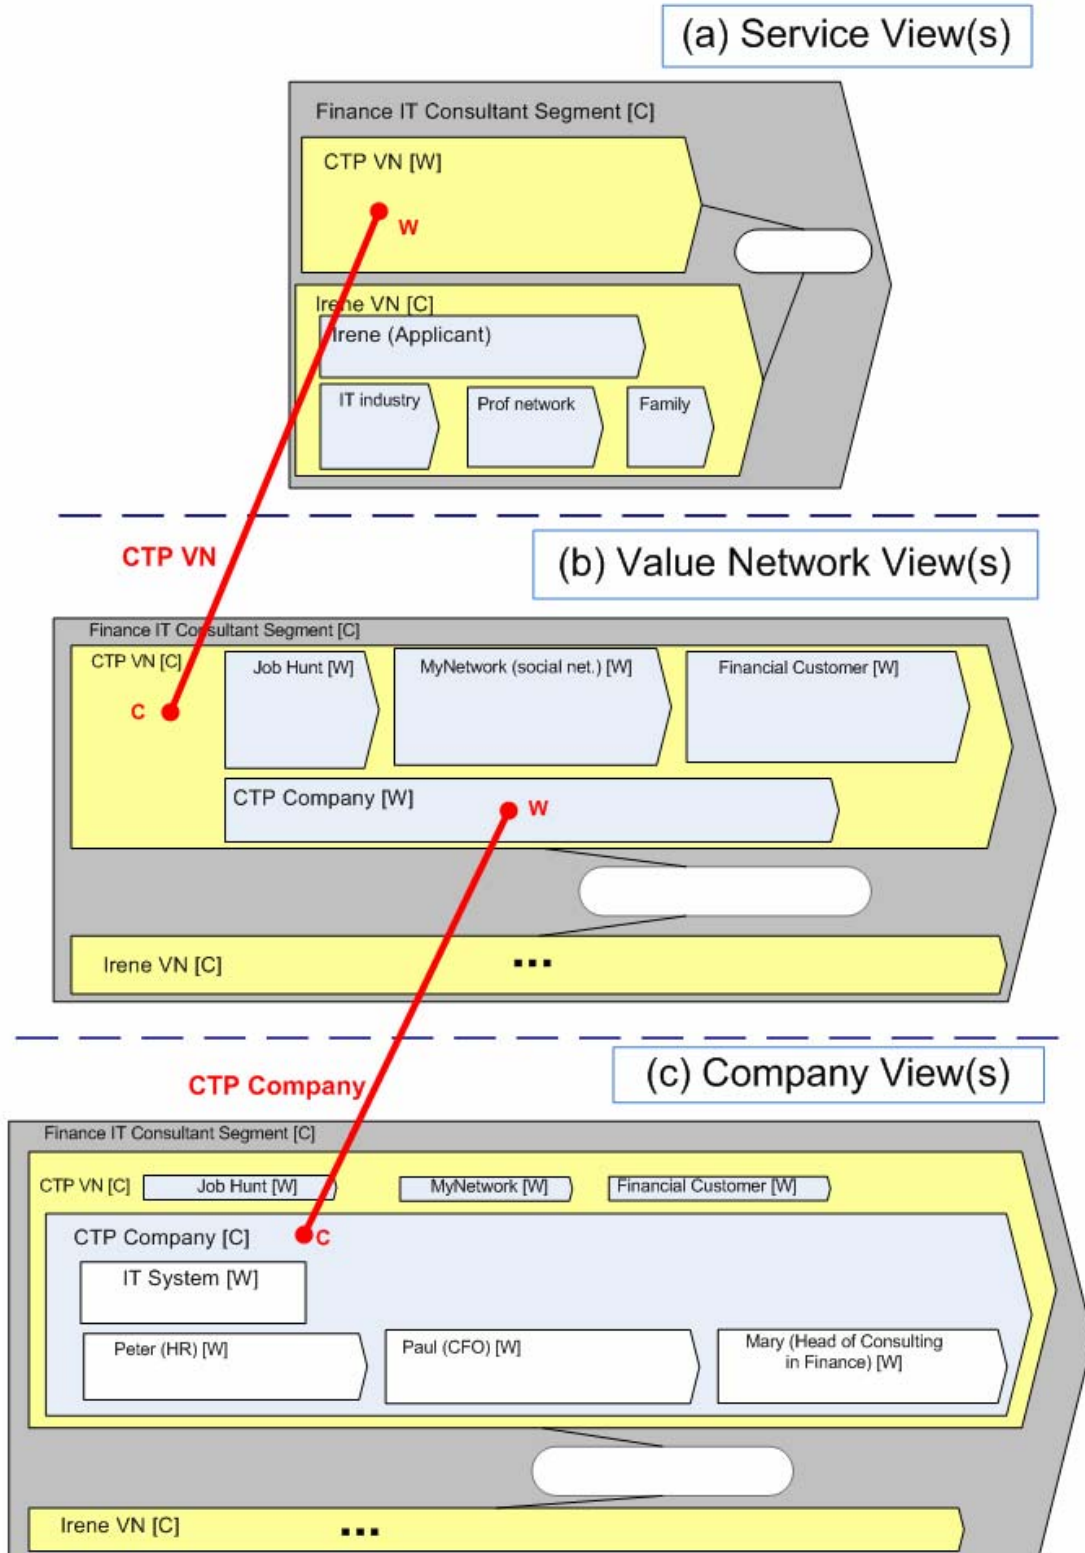 (a) Service View(s)
Finance IT Consultant Segment [C]
CTP VN [W]
W
Irene VN [C]
Irene (Applicant)
IT industry
Prof network
Family
CTP VN
(b) Value Network View(s)
Finance IT Consultant Segment [C]
CTP VN [C]
Job Hunt [W]
MyNetwork (social net.) [W]
Financial Customer [W]
C
CTP Company [W]
W
Irene VN [C]
...
CTP Company
(c) Company View(s)
Finance IT Consultant Segment [C]
CTP VN [C]
Job Hunt [W]
MyNetwork [W]
Financial Customer [W]
CTP Company [C]
C
IT System [W]
Peter (HR) [W]
Paul (CFO) [W]
Mary (Head of Consulting
in Finance) [W]
Irene VN [C]
...